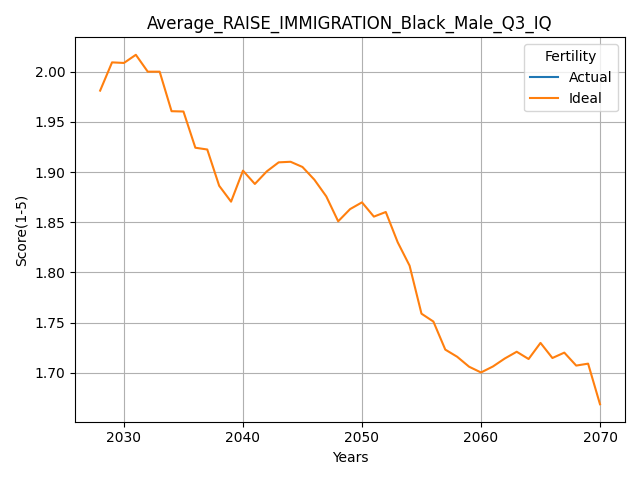 Average_RAISE_IMMIGRATION_Black_Male_Q3_IQ
Fertility
Actual
Ideal
Score(1-5)
2.00
1.95
1.90
1.85
1.80
1.75
1.70
2030 2040 2050 2060 2070
Years